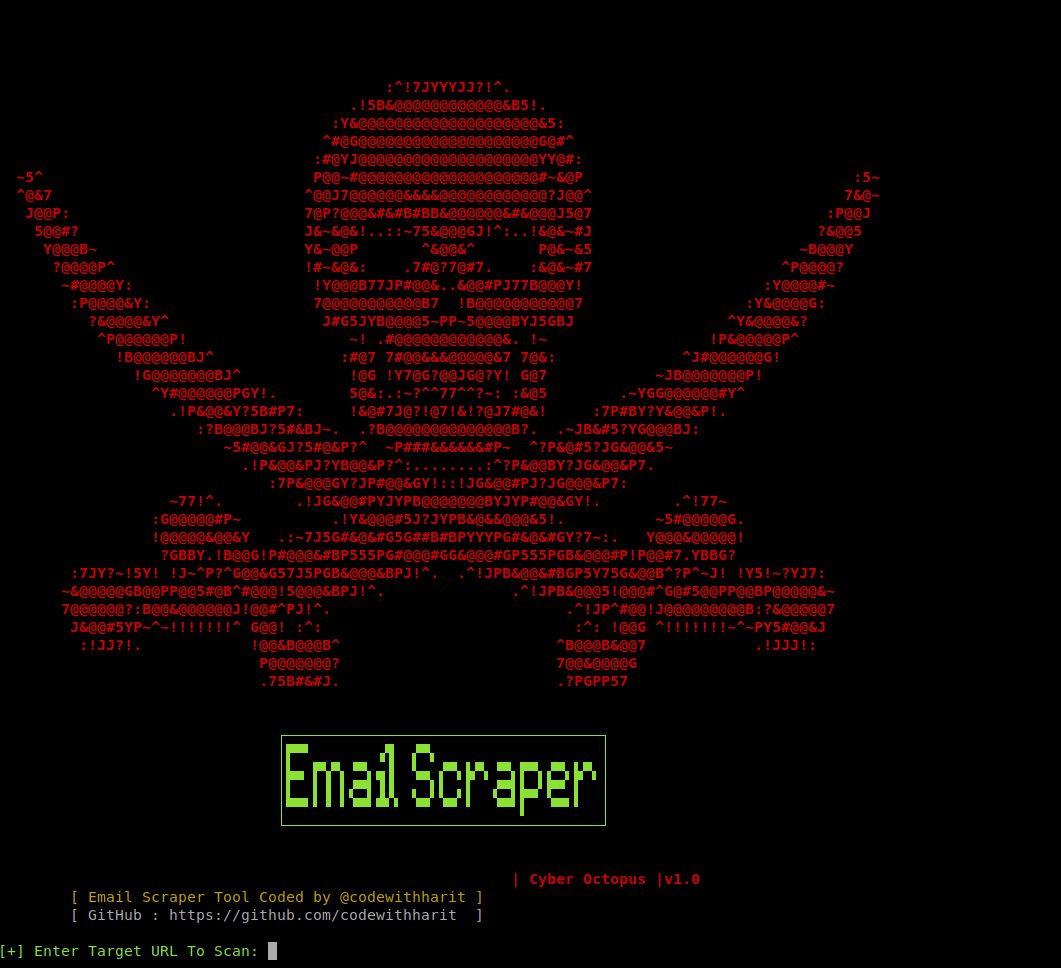 Email Scraper
| Cyber Octopus |v1.0
[ Email Scraper Tool Coded by @codewithharit ]
[ GitHub : https://github.com/codewithharit  ]
[+] Enter Target URL To Scan: